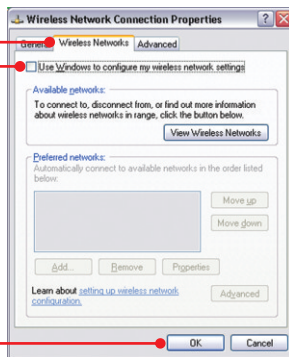 Wireless Network Connection Properties
General Wireless Networks Advanced
Use Windows to configure my wireless network settings
Available networks:
To connect to, disconnect from, or find out more information
about wireless networks in range, click the button below.
View Wireless Networks
Preferred networks:
Automatically connect to available networks in the order listed
below:
Move up
Move down
Add... Remove Properties
Learn about setting up wireless network
configuration.
Advanced
OK Cancel